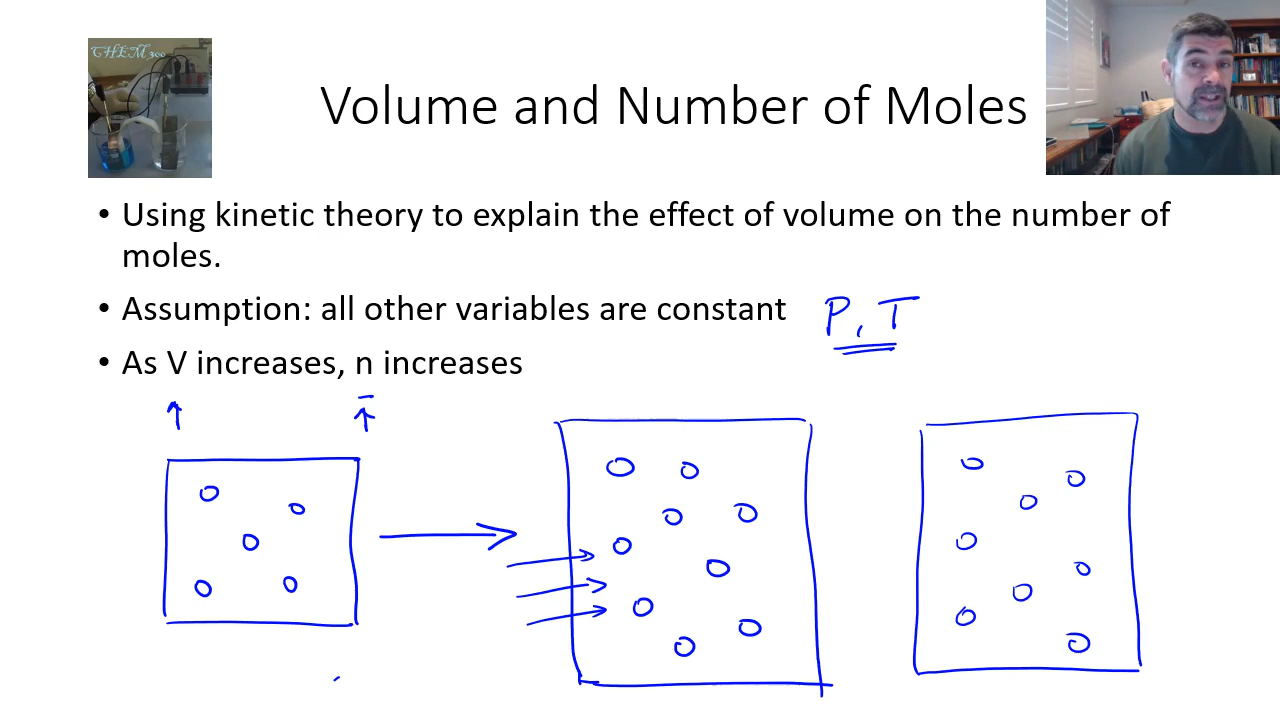 CHEM 300
Volume and Number of Moles
• Using kinetic theory to explain the effect of volume on the number of
moles.
• Assumption: all other variables are constant P, T
• As V increases, n increases